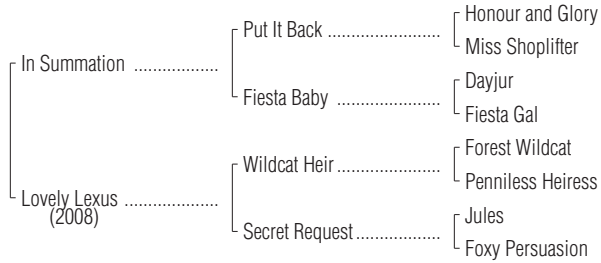 Honour and Glory
Put It Back ....................
Miss Shoplifter
In Summation ...............
Dayjur
Fiesta Baby ..................
Fiesta Gal
Forest Wildcat
Wildcat Heir ..................
Penniless Heiress
Lovely Lexus .................
(2008)
Jules
Secret Request ...............
Foxy Persuasion